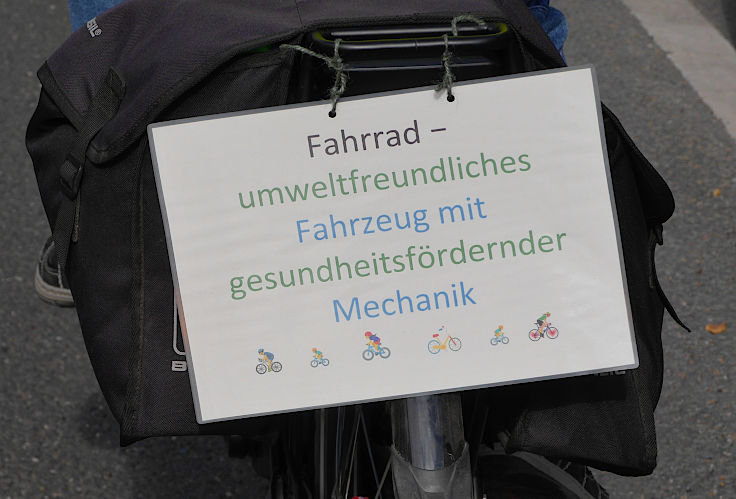 Fahrrad –
umweltfreundliches
Fahrzeug mit
gesundheitsfördernder
Mechanik